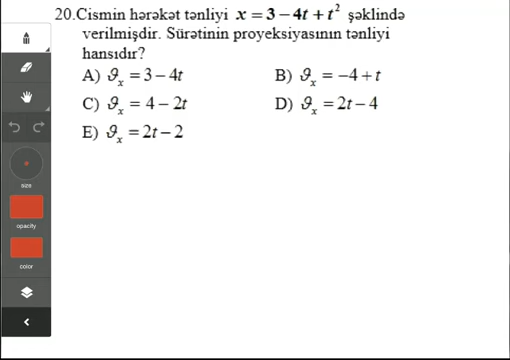 20.Cismin hərəkət tənliyi x = 3 – 4t + t² şəklində
verilmişdir. Sürətinin proyeksiyasının tənliyi
hansıdır?
A) ϑₓ = 3 – 4t B) ϑₓ = –4 + t
C) ϑₓ = 4 – 2t D) ϑₓ = 2t – 4
E) ϑₓ = 2t – 2
size
opacity
color